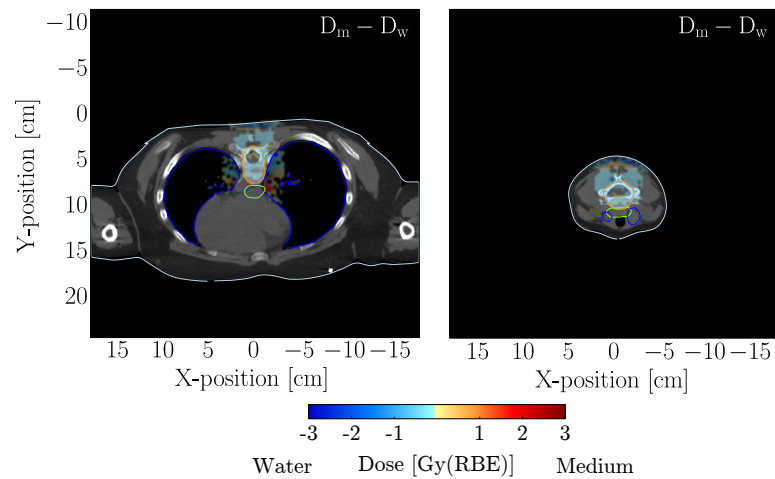 D_m − D_w
D_m − D_w
−10
−5
0
5
10
15
20
Y-position [cm]
15 10 5 0 −5 −10 −15
15 10 5 0 −5 −10 −15
X-position [cm]
X-position [cm]
-3 -2 -1 1 2 3
Water Dose [Gy(RBE)] Medium